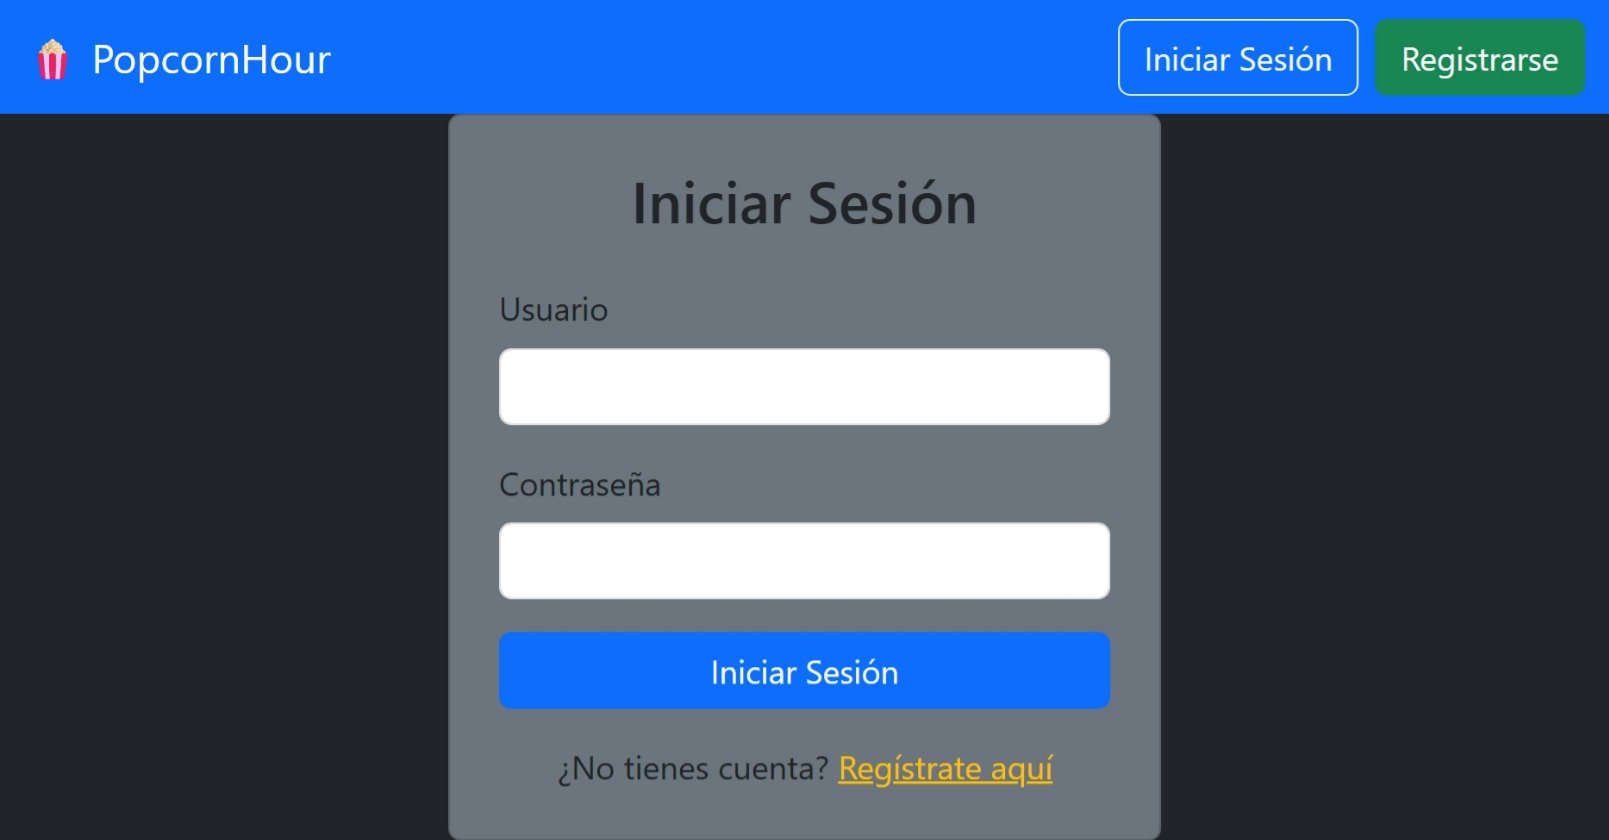 PopcornHour
Iniciar Sesión
Registrarse
Iniciar Sesión
Usuario
Contraseña
Iniciar Sesión
¿No tienes cuenta? Regístrate aquí